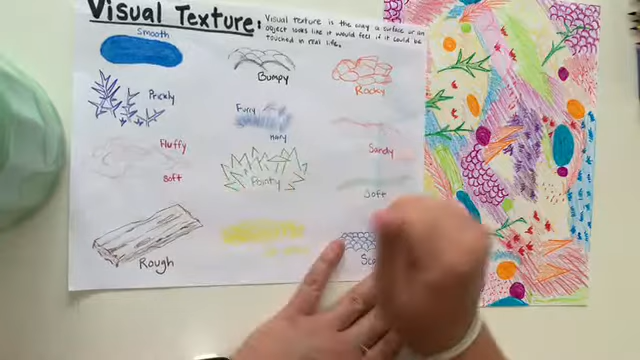 Visual Texture:
Visual texture is the way a surface or an
object looks like it would feel if it could be
touched in real life.
Smooth
Bumpy
Rocky
Prickly
Furry
Hairy
Sandy
Fluffy
Soft
Pointy
Soft
Rough